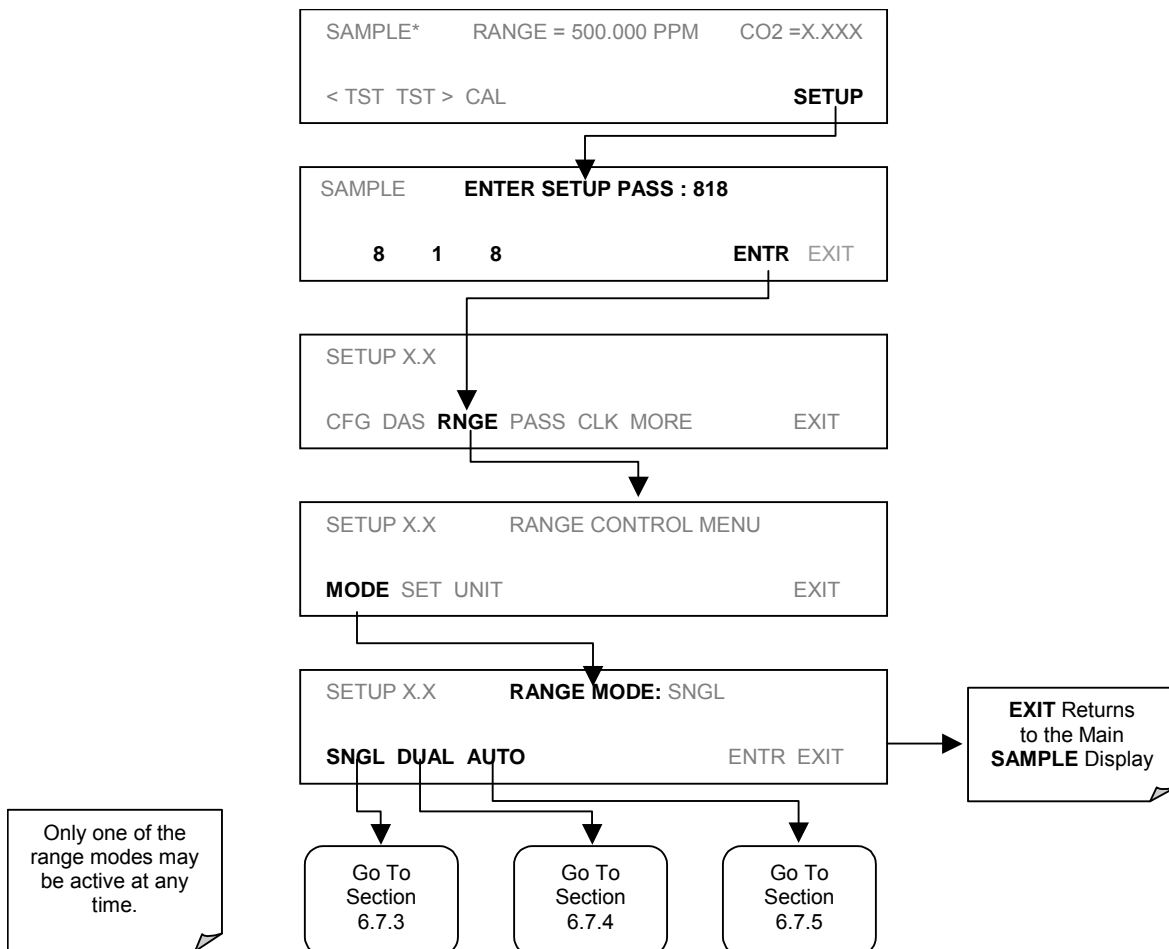 SAMPLE* RANGE = 500.000 PPM CO2 =X.XXX
< TST TST > CAL SETUP
SAMPLE ENTER SETUP PASS : 818
8 1 8 ENTR EXIT
SETUP X.X
CFG DAS RNGE PASS CLK MORE EXIT
SETUP X.X RANGE CONTROL MENU
MODE SET UNIT EXIT
SETUP X.X RANGE MODE: SNGL
SNGL DUAL AUTO ENTR EXIT
EXIT Returns
to the Main
SAMPLE Display
Only one of the
range modes may
be active at any
time.
Go To
Section
6.7.3
Go To
Section
6.7.4
Go To
Section
6.7.5